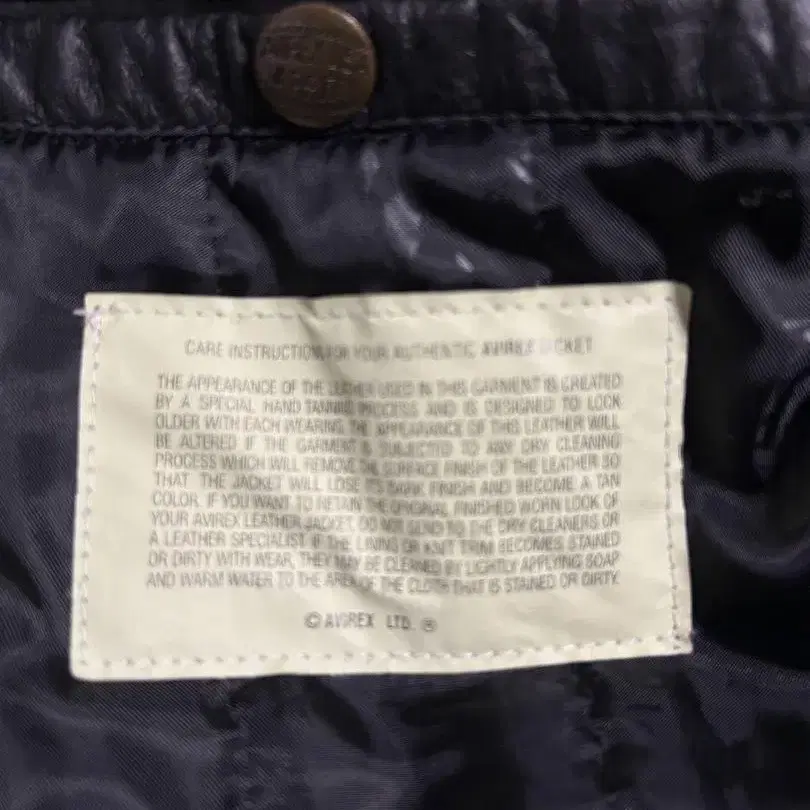 CARE INSTRUCTIONS FOR YOUR AUTHENTIC AVIREX JACKET
THE APPEARANCE OF THE LEATHER USED IN THIS GARMENT IS CREATED
BY A SPECIAL HAND TANNING PROCESS AND IS DESIGNED TO LOOK
OLDER WITH EACH WEARING. THE APPEARANCE OF THIS LEATHER WILL
BE ALTERED IF THE GARMENT IS SUBJECTED TO ANY DRY CLEANING
PROCESS WHICH WILL REMOVE THE SURFACE FINISH OF THE LEATHER SO
THAT THE JACKET WILL LOSE ITS DARK FINISH AND BECOME A TAN
COLOR. IF YOU WANT TO RETAIN THE ORIGINAL FINISHED WORN LOOK OF
YOUR AVIREX LEATHER JACKET, DO NOT SEND TO THE DRY CLEANERS OR
A LEATHER SPECIALIST IF THE LINING OR KNIT TRIM BECOMES STAINED
OR DIRTY WITH WEAR, THEY MAY BE CLEANED BY LIGHTLY APPLYING SOAP
AND WARM WATER TO THE AREA OF THE CLOTH THAT IS STAINED OR DIRTY.
© AVIREX LTD. ®